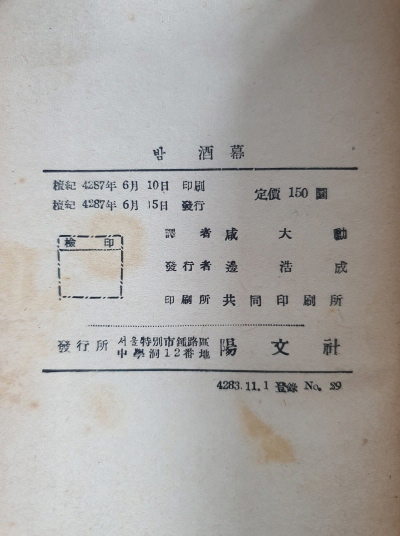 밤 酒幕
檀紀 4287年 6月 10日 印刷
檀紀 4287年 6月 15日 發行
定價 150 圜
檢印
譯者 咸大勳
發行者 邊浩成
印刷所 共同印刷所
發行所 서울特別市鍾路區
中學洞12番地
陽文社
4283.11.1 登錄 No. 29